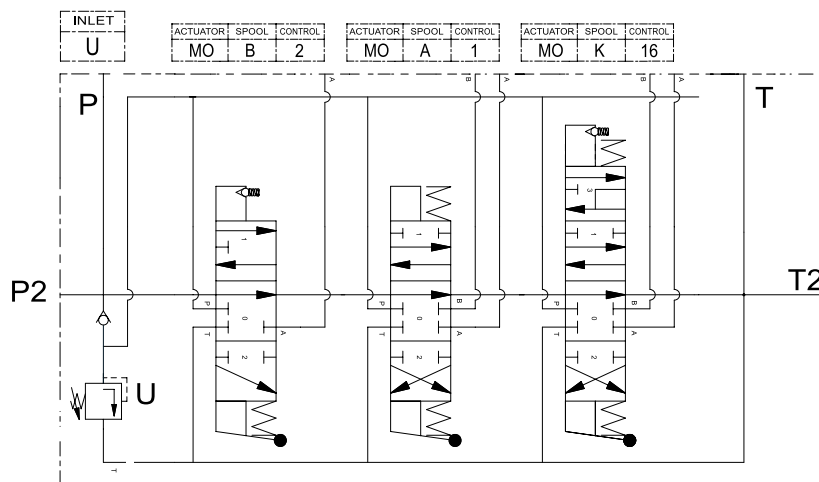 INLET
U
ACTUATOR SPOOL CONTROL
MO B 2
ACTUATOR SPOOL CONTROL
MO A 1
ACTUATOR SPOOL CONTROL
MO K 16
A
B A
B A
P
T
3
1
1
1
P2
T2
P
P B
P B
0
0
0
T A
T A
T A
2
2
2
U
T